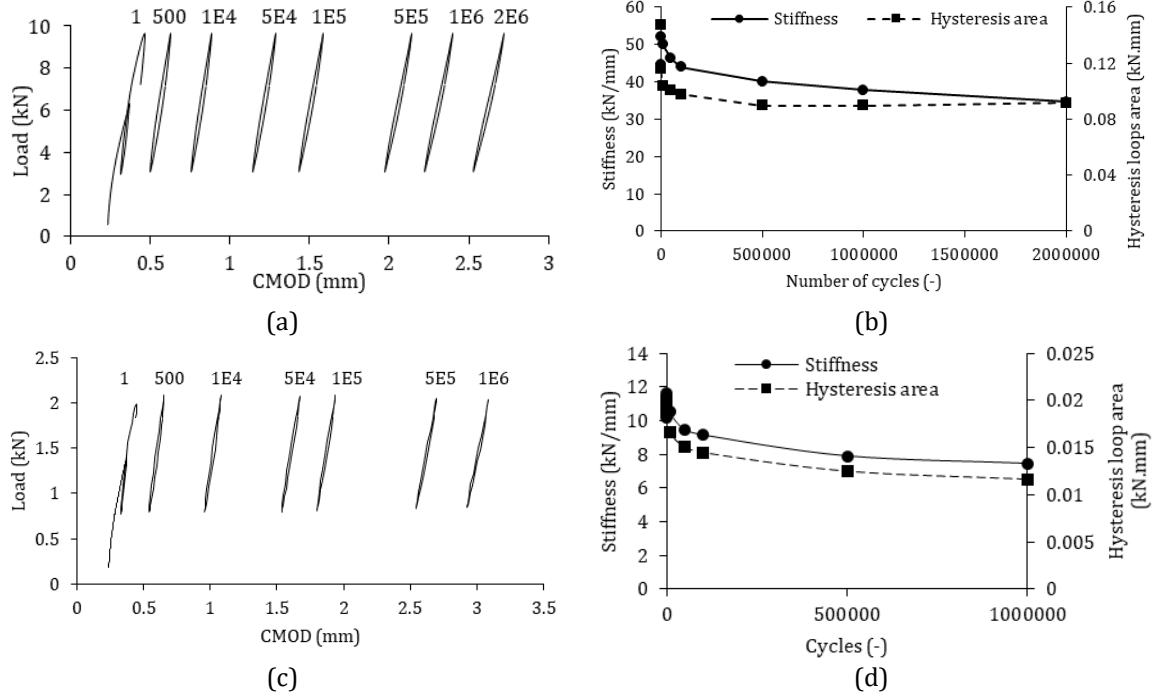 1 500 1E4 5E4 1E5 5E5 1E6 2E6
10
8
6
4
2
0
Load (kN)
0 0.5 1 1.5 2 2.5 3
CMOD (mm)
(a)
Stiffness Hysteresis area
60
50
40
30
20
10
0
Stiffness (kN/mm)
0.16
0.12
0.08
0.04
0
Hysteresis loops area (kN.mm)
0 500000 1000000 1500000 2000000
Number of cycles (-)
(b)
1 500 1E4 5E4 1E5 5E5 1E6
2.5
2
1.5
1
0.5
0
Load (kN)
0 0.5 1 1.5 2 2.5 3 3.5
CMOD (mm)
(c)
Stiffness
Hysteresis area
14
12
10
8
6
4
2
0
Stiffness (kN/mm)
0.025
0.02
0.015
0.01
0.005
0
Hysteresis loop area
(kN.mm)
0 500000 1000000
Cycles (-)
(d)